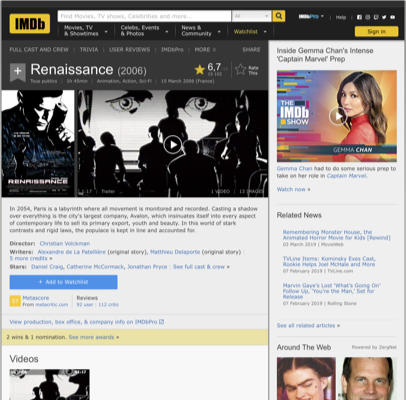 IMDb
Find Movies, TV shows, Celebrities and more...
All
Movies, TV
& Showtimes
Celebs, Events
& Photos
News &
Community
Watchlist
IMDbPro
Help
Sign in
FULL CAST AND CREW | TRIVIA | USER REVIEWS | IMDbPro | MORE
SHARE
Renaissance (2006)
6,7
Rate
This
Tous publics | 1h 45min | Animation, Action, Sci-Fi | 15 March 2006 (France)
RENAISSANCE
Trailer
1 VIDEO
13 IMAGES
In 2054, Paris is a labyrinth where all movement is monitored and recorded. Casting a
shadow over everything is the city's largest company, Avalon, which insinuates itself into every aspect
of contemporary life to sell its primary export, youth and beauty. In this world of stark
contrasts and rigid laws, the populace is kept in line and accounted for.
Director: Christian Volckman
Writers: Alexandre de La Patellière (original story), Matthieu Delaporte (original story) |
5 more credits »
Stars: Daniel Craig, Catherine McCormack, Jonathan Pryce | See full cast & crew »
+ Add to Watchlist
57
Metascore
From metacritic.com
Reviews
92 user | 112 critic
View production, box office, & company info on IMDbPro
2 wins & 1 nomination. See more awards »
Videos
Inside Gemma Chan's Intense
'Captain Marvel' Prep
THE
IMDb
SHOW
GEMMA CHAN
Gemma Chan had to do some serious prep to
take on her role in Captain Marvel.
Watch now »
Related News
Remembering Monster House, the
Animated Horror Movie for Kids [Rewind]
03 March 2019 | MovieWeb
TVLine Items: Kominsky Eyes Cast,
Rookie Helps Joel McHale and More
07 February 2019 | TVLine.com
Marvin Gaye's Lost 'What's Going On'
Follow Up, 'You're the Man,' Set for
Release
07 February 2019 | Rolling Stone
See all related articles »
Around The Web
Powered by ZergNet